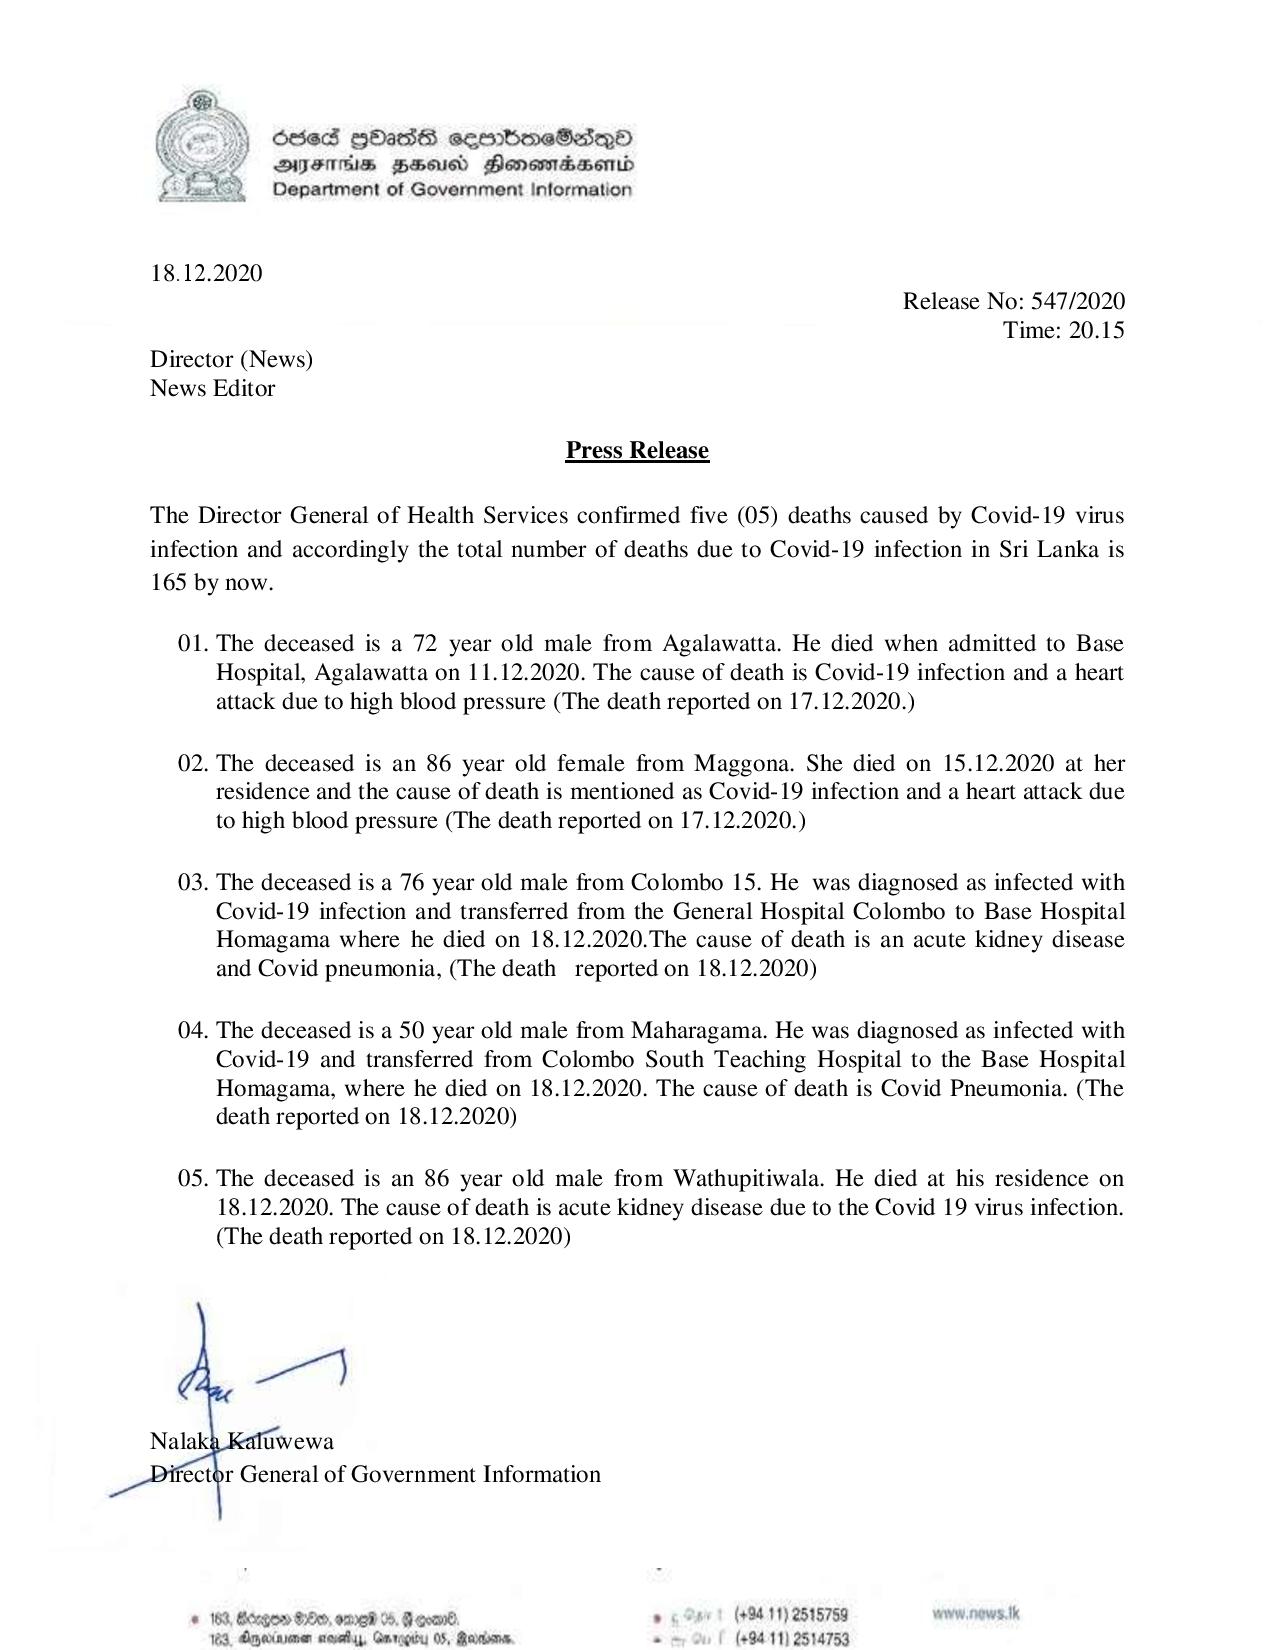 රජයේ ප්‍රවෘත්ති දෙපාර්තමේන්තුව
அரசாங்க தகவல் திணைக்களம்
Department of Government Information
18.12.2020
Release No: 547/2020
Time: 20.15
Director (News)
News Editor
Press Release
The Director General of Health Services confirmed five (05) deaths caused by Covid-19 virus
infection and accordingly the total number of deaths due to Covid-19 infection in Sri Lanka is
165 by now.
01. The deceased is a 72 year old male from Agalawatta. He died when admitted to Base
Hospital, Agalawatta on 11.12.2020. The cause of death is Covid-19 infection and a heart
attack due to high blood pressure (The death reported on 17.12.2020.)
02. The deceased is an 86 year old female from Maggona. She died on 15.12.2020 at her
residence and the cause of death is mentioned as Covid-19 infection and a heart attack due
to high blood pressure (The death reported on 17.12.2020.)
03. The deceased is a 76 year old male from Colombo 15. He was diagnosed as infected with
Covid-19 infection and transferred from the General Hospital Colombo to Base Hospital
Homagama where he died on 18.12.2020.The cause of death is an acute kidney disease
and Covid pneumonia, (The death reported on 18.12.2020)
04. The deceased is a 50 year old male from Maharagama. He was diagnosed as infected with
Covid-19 and transferred from Colombo South Teaching Hospital to the Base Hospital
Homagama, where he died on 18.12.2020. The cause of death is Covid Pneumonia. (The
death reported on 18.12.2020)
05. The deceased is an 86 year old male from Wathupitiwala. He died at his residence on
18.12.2020. The cause of death is acute kidney disease due to the Covid 19 virus infection.
(The death reported on 18.12.2020)
Nalaka Kaluwewa
Director General of Government Information
163, කිරුලපන මාවත, කොළඹ 05, ශ්‍රී ලංකාව.
(+94 11) 2515759
www.news.lk
163, கிருலப்பனை எவனியூ, கொழும்பு 05, இலங்கை.
(+94 11) 2514753